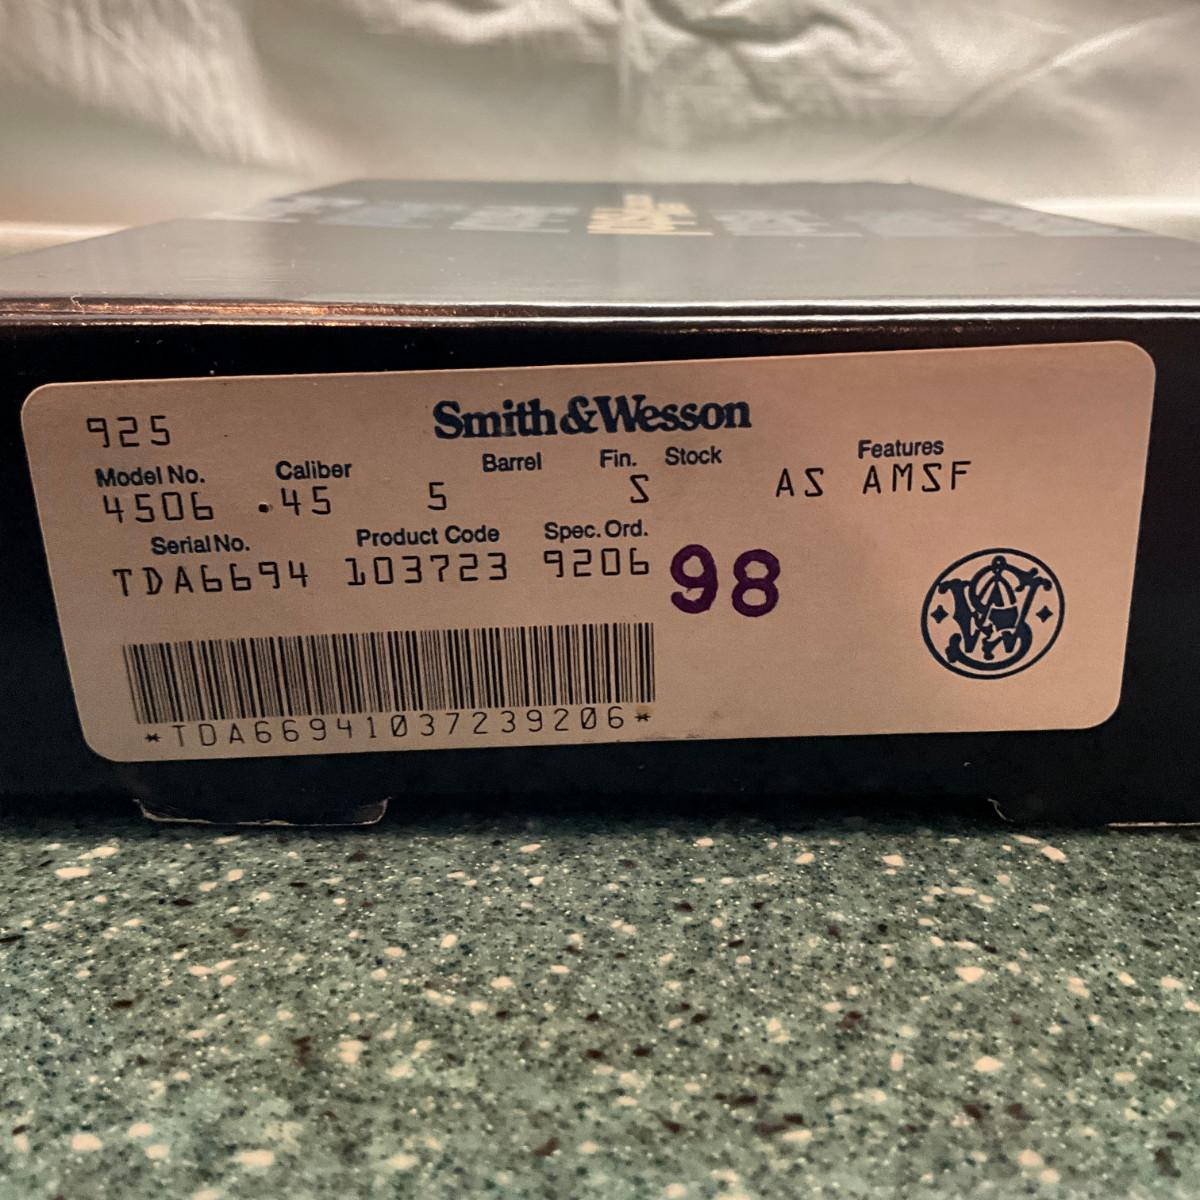 925
Smith&Wesson
Model No. Caliber Barrel Fin. Stock Features
4506 .45 5 S AS AMSF
Serial No. Product Code Spec. Ord.
TDA6694 103723 9206 98
*TDA66941037239206*